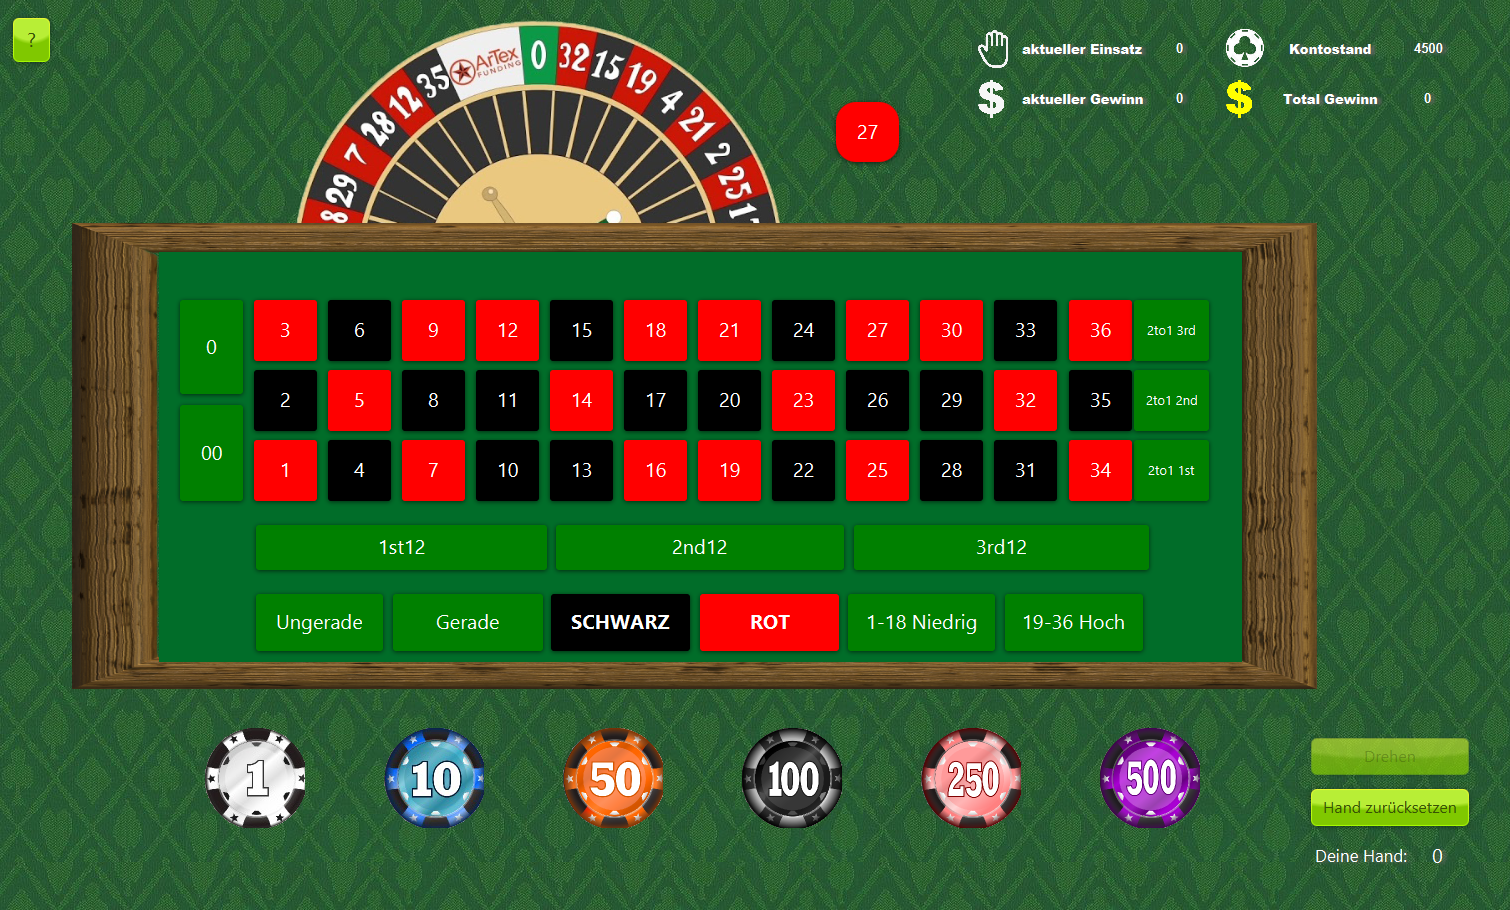 ?
8 29 7 28 12 35 ArTex FUNDING 0 32 15 19 4 21 2 25
aktueller Einsatz 0 Kontostand 4500
aktueller Gewinn 0 Total Gewinn 0
27
0
00
3 6 9 12 15 18 21 24 27 30 33 36 2to1 3rd
2 5 8 11 14 17 20 23 26 29 32 35 2to1 2nd
1 4 7 10 13 16 19 22 25 28 31 34 2to1 1st
1st12 2nd12 3rd12
Ungerade Gerade SCHWARZ ROT 1-18 Niedrig 19-36 Hoch
1 10 50 100 250 500
Drehen
Hand zurücksetzen
Deine Hand: 0